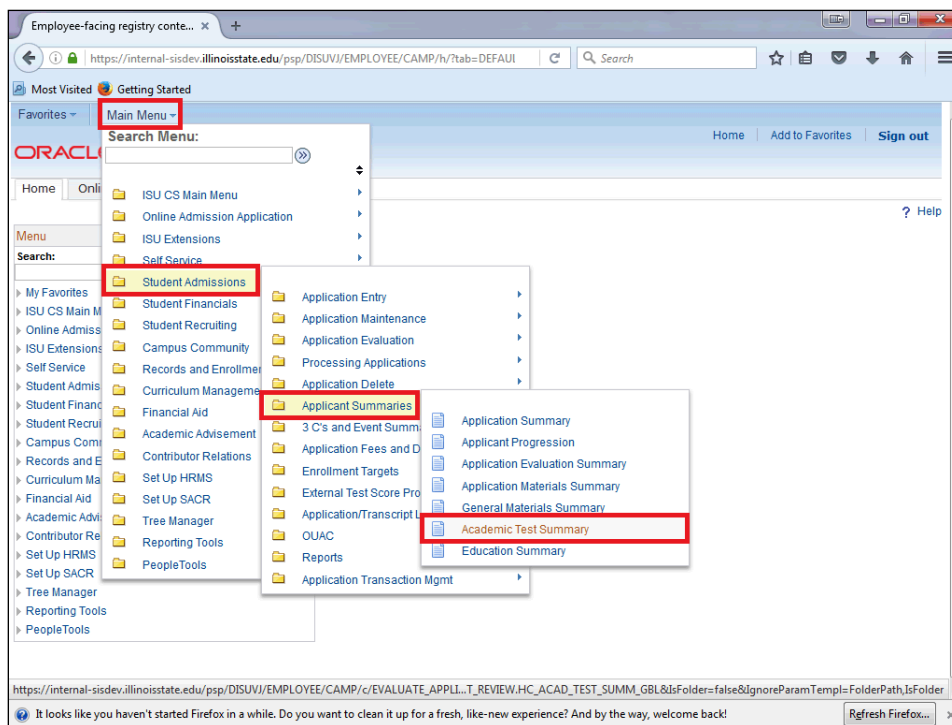 Employee-facing registry conte... × +
https://internal-sisdev.illinoisstate.edu/psp/DISUVJ/EMPLOYEE/CAMP/h/?tab=DEFAUL
Search
Most Visited Getting Started
Favorites Main Menu
Search Menu:
Home Add to Favorites Sign out
ORACL
Home Onli
? Help
ISU CS Main Menu
Online Admission Application
ISU Extensions
Self Service
Student Admissions
Student Financials
Student Recruiting
Campus Community
Records and Enrollmen
Curriculum Manageme
Financial Aid
Academic Advisement
Contributor Relations
Set Up HRMS
Set Up SACR
Tree Manager
Reporting Tools
PeopleTools
Application Entry
Application Maintenance
Application Evaluation
Processing Applications
Application Delete
Applicant Summaries
3 C's and Event Summ
Application Fees and D
Enrollment Targets
External Test Score Pro
Application/Transcript L
OUAC
Reports
Application Transaction Mgmt
Application Summary
Applicant Progression
Application Evaluation Summary
Application Materials Summary
General Materials Summary
Academic Test Summary
Education Summary
Menu
Search:
My Favorites
ISU CS Main M
Online Admiss
ISU Extensions
Self Service
Student Admis
Student Financ
Student Recrui
Campus Comm
Records and E
Curriculum Ma
Financial Aid
Academic Advis
Contributor Re
Set Up HRMS
Set Up SACR
Tree Manager
Reporting Tools
PeopleTools
https://internal-sisdev.illinoisstate.edu/psp/DISUVJ/EMPLOYEE/CAMP/c/EVALUATE_APPLI...T_REVIEW.HC_ACAD_TEST_SUMM_GBL&IsFolder=false&IgnoreParamTempl=FolderPath,IsFolder
It looks like you haven't started Firefox in a while. Do you want to clean it up for a fresh, like-new experience? And by the way, welcome back! Refresh Firefox...